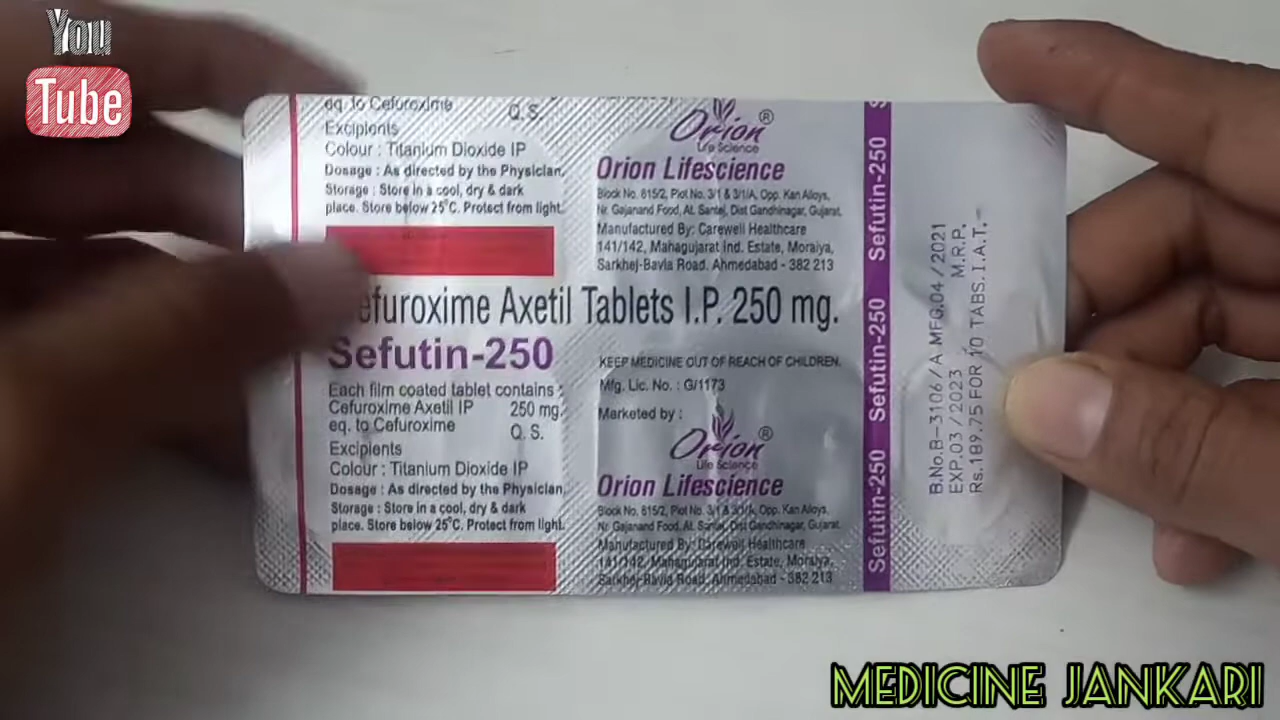 You
Tube
eq. to Cefuroxime
Q. S.
Excipients
Colour : Titanium Dioxide IP
Dosage : As directed by the Physician.
Storage : Store in a cool, dry & dark
place. Store below 25°C. Protect from light.
Orion ®
Life Science
Orion Lifescience
Block No. 615/2, Plot No. 3/1 & 3/1/A, Opp. Kan Alloys,
Nr. Gajanand Food, At. Santej, Dist Gandhinagar, Gujarat.
Manufactured By: Carewell Healthcare
141/142, Mahagujarat Ind. Estate, Moraiya,
Sarkhej-Bavla Road. Ahmedabad - 382 213
efuroxime Axetil Tablets I.P. 250 mg.
Sefutin-250
Each film coated tablet contains :
Cefuroxime Axetil IP 250 mg.
eq. to Cefuroxime
Q. S.
Excipients
Colour : Titanium Dioxide IP
Dosage : As directed by the Physician.
Storage : Store in a cool, dry & dark
place. Store below 25°C. Protect from light.
KEEP MEDICINE OUT OF REACH OF CHILDREN.
Mfg. Lic. No. : G/1173
Marketed by :
Orion ®
Life Science
Orion Lifescience
Block No. 615/2, Plot No. 3/1 & 3/1/A, Opp. Kan Alloys,
Nr. Gajanand Food, At. Santej, Dist Gandhinagar, Gujarat.
Manufactured By: Carewell Healthcare
141/142, Mahagujarat Ind. Estate, Moraiya,
Sarkhej-Bavla Road. Ahmedabad - 382 213
Sefutin-250 Sefutin-250 Sefutin-250 S
B.No.B-3106/A MFG.04/2021
EXP.03/2023 M.R.P.
Rs.189.75 FOR 10 TABS.I.A.T.-
MEDICINE JANKARI